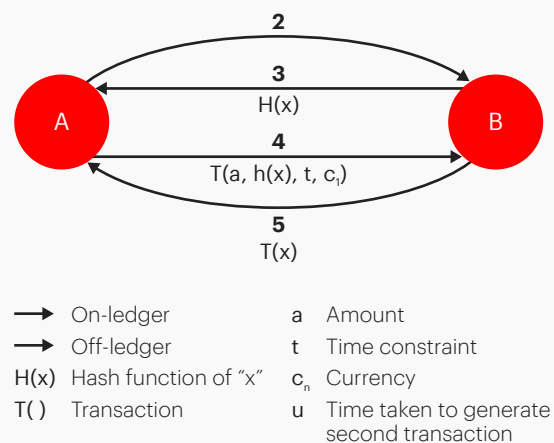 2
3
H(x)
A
B
4
T(a, h(x), t, c₁)
5
T(x)
On-ledger
Off-ledger
H(x) Hash function of “x”
T( ) Transaction
a Amount
t Time constraint
cₙ Currency
u Time taken to generate
second transaction